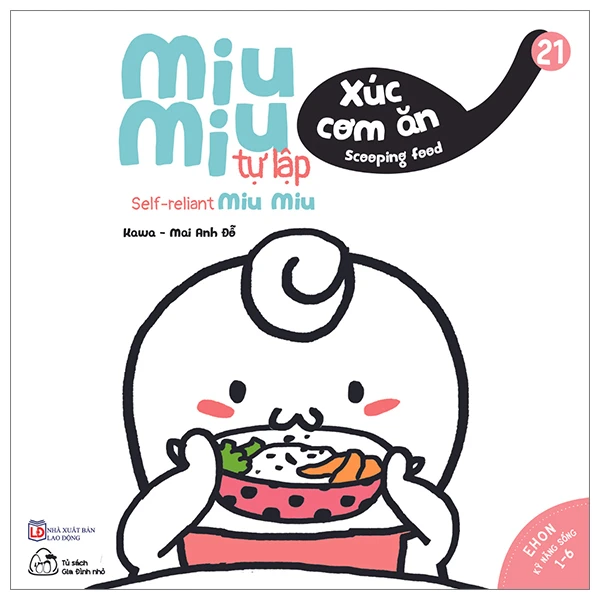 miu
miu
tự lập
Self-reliant Miu Miu
Kawa - Mai Anh Đỗ
21
Xúc
cơm ăn
Scooping food
LĐ
NHÀ XUẤT BẢN
LAO ĐỘNG
Tủ sách
Gia Đình nhỏ
EHON
KỸ NĂNG SỐNG
1-6